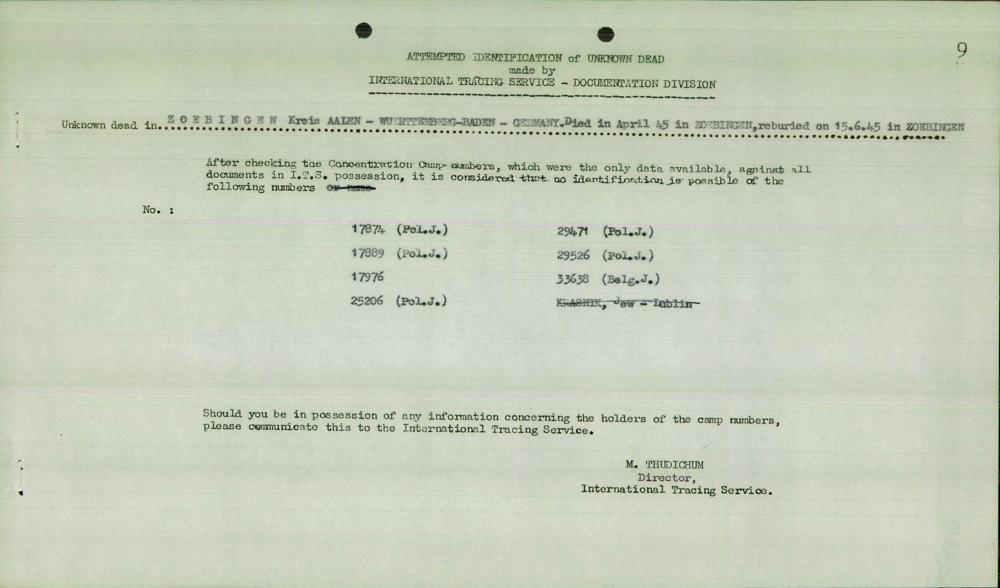 9
ATTEMPTED IDENTIFICATION of UNKNOWN DEAD
made by
INTERNATIONAL TRACING SERVICE - DOCUMENTATION DIVISION
Unknown dead in Z O E B I N G E N Kreis AALEN - WUERTTEMBERG-BADEN - GERMANY. Died in April 45 in ZOEBINGEN, reburied on 15.6.45 in ZOEBINGEN
After checking the Concentration Camp numbers, which were the only data available, against all
documents in I.T.S. possession, it is considered that no identification is possible of the
following numbers or name
No. :
17874 (Pol.J.) 29471 (Pol.J.)
17889 (Pol.J.) 29526 (Pol.J.)
17976 33638 (Belg.J.)
25206 (Pol.J.) KRASNIK, Jew - Lublin
Should you be in possession of any information concerning the holders of the camp numbers,
please communicate this to the International Tracing Service.
M. THUDICHUM
Director,
International Tracing Service.